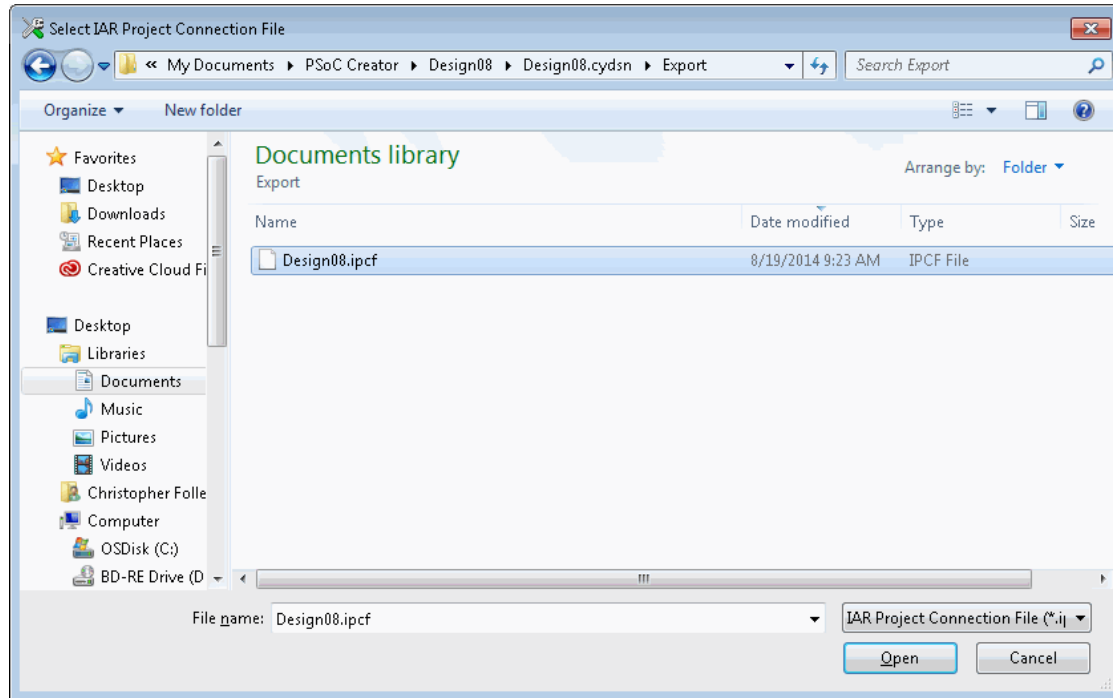 Select IAR Project Connection File
« My Documents ▸ PSoC Creator ▸ Design08 ▸ Design08.cydsn ▸ Export
Search Export
Organize
New folder
Favorites
Desktop
Downloads
Recent Places
Creative Cloud Fi
Desktop
Libraries
Documents
Music
Pictures
Videos
Christopher Folle
Computer
OSDisk (C:)
BD-RE Drive (D
Documents library
Export
Arrange by: Folder
Name Date modified Type Size
Design08.ipcf 8/19/2014 9:23 AM IPCF File
File name: Design08.ipcf
IAR Project Connection File (*.ip
Open Cancel